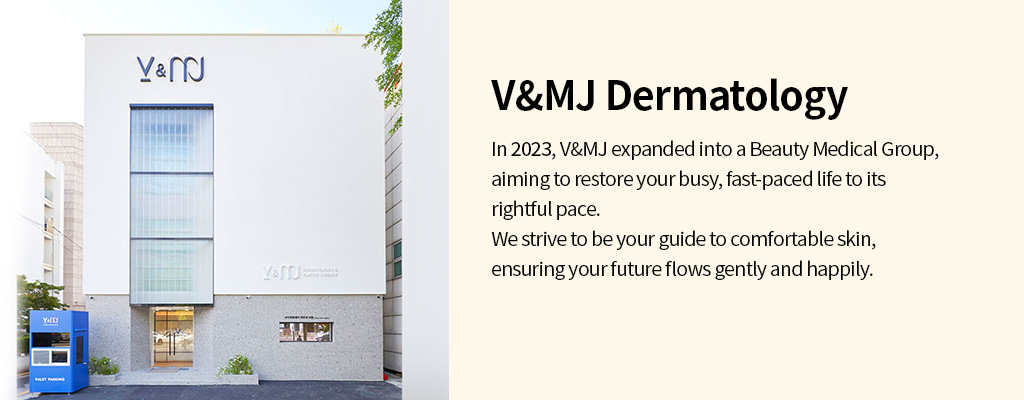 V&MJ
V&MJ
V&MJ
VALET PARKING
V&MJ Dermatology
In 2023, V&MJ expanded into a Beauty Medical Group,
aiming to restore your busy, fast-paced life to its
rightful pace.
We strive to be your guide to comfortable skin,
ensuring your future flows gently and happily.